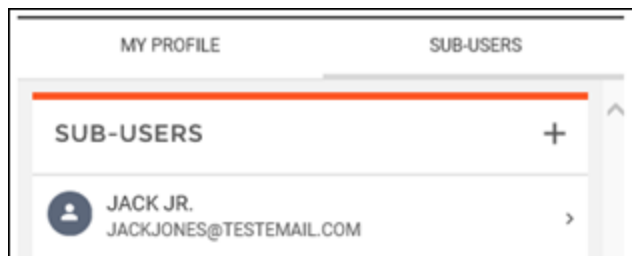 MY PROFILE SUB-USERS
SUB-USERS +
JACK JR.
JACKJONES@TESTEMAIL.COM